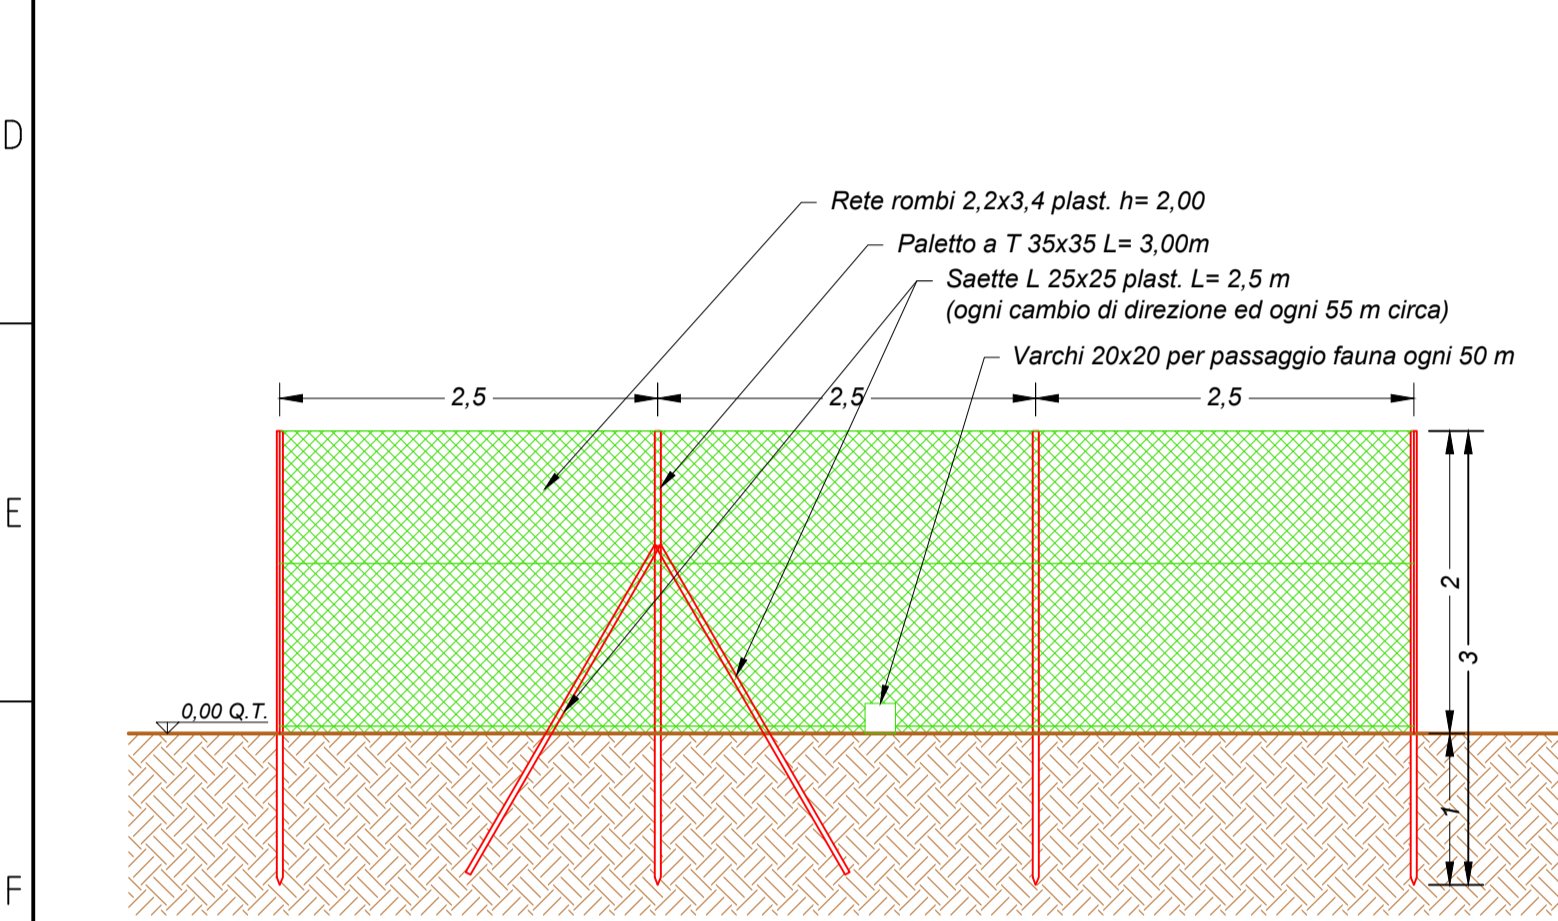 D
Rete rombi 2,2x3,4 plast. h= 2,00
Paletto a T 35x35 L= 3,00m
Saette L 25x25 plast. L= 2,5 m
(ogni cambio di direzione ed ogni 55 m circa)
Varchi 20x20 per passaggio fauna ogni 50 m
2,5
2,5
2,5
E
2
3
0,00 Q.T.
1
F